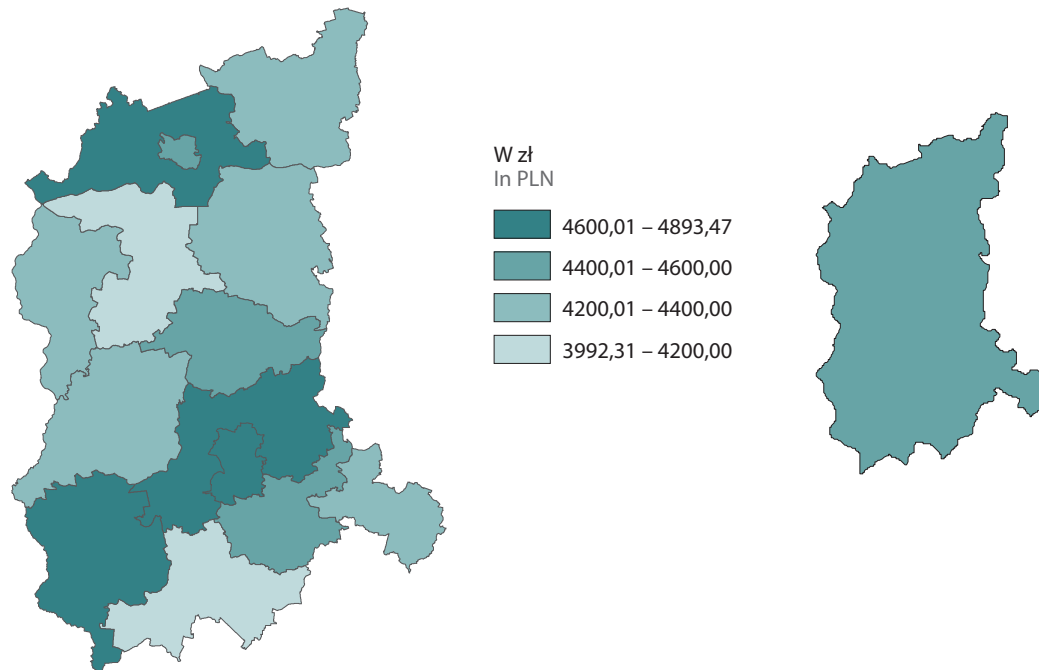 W zł
In PLN
4600,01 – 4893,47
4400,01 – 4600,00
4200,01 – 4400,00
3992,31 – 4200,00